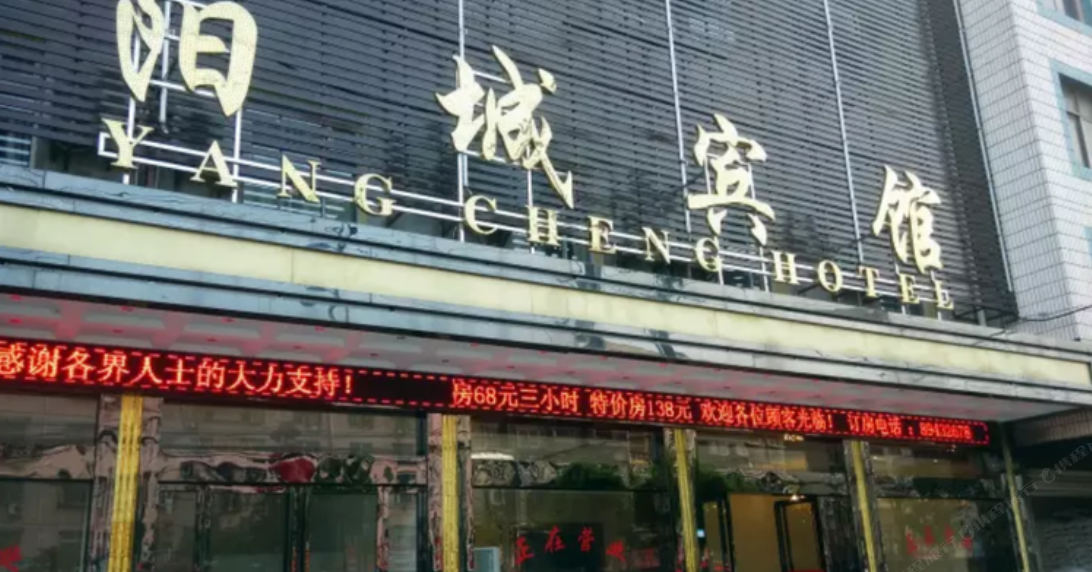 阳城宾馆
YANG CHENG HOTEL
感谢各界人士的大力支持！
房68元三小时 特价房138元 欢迎各位顾客光临！订房电话：89432678
正在营